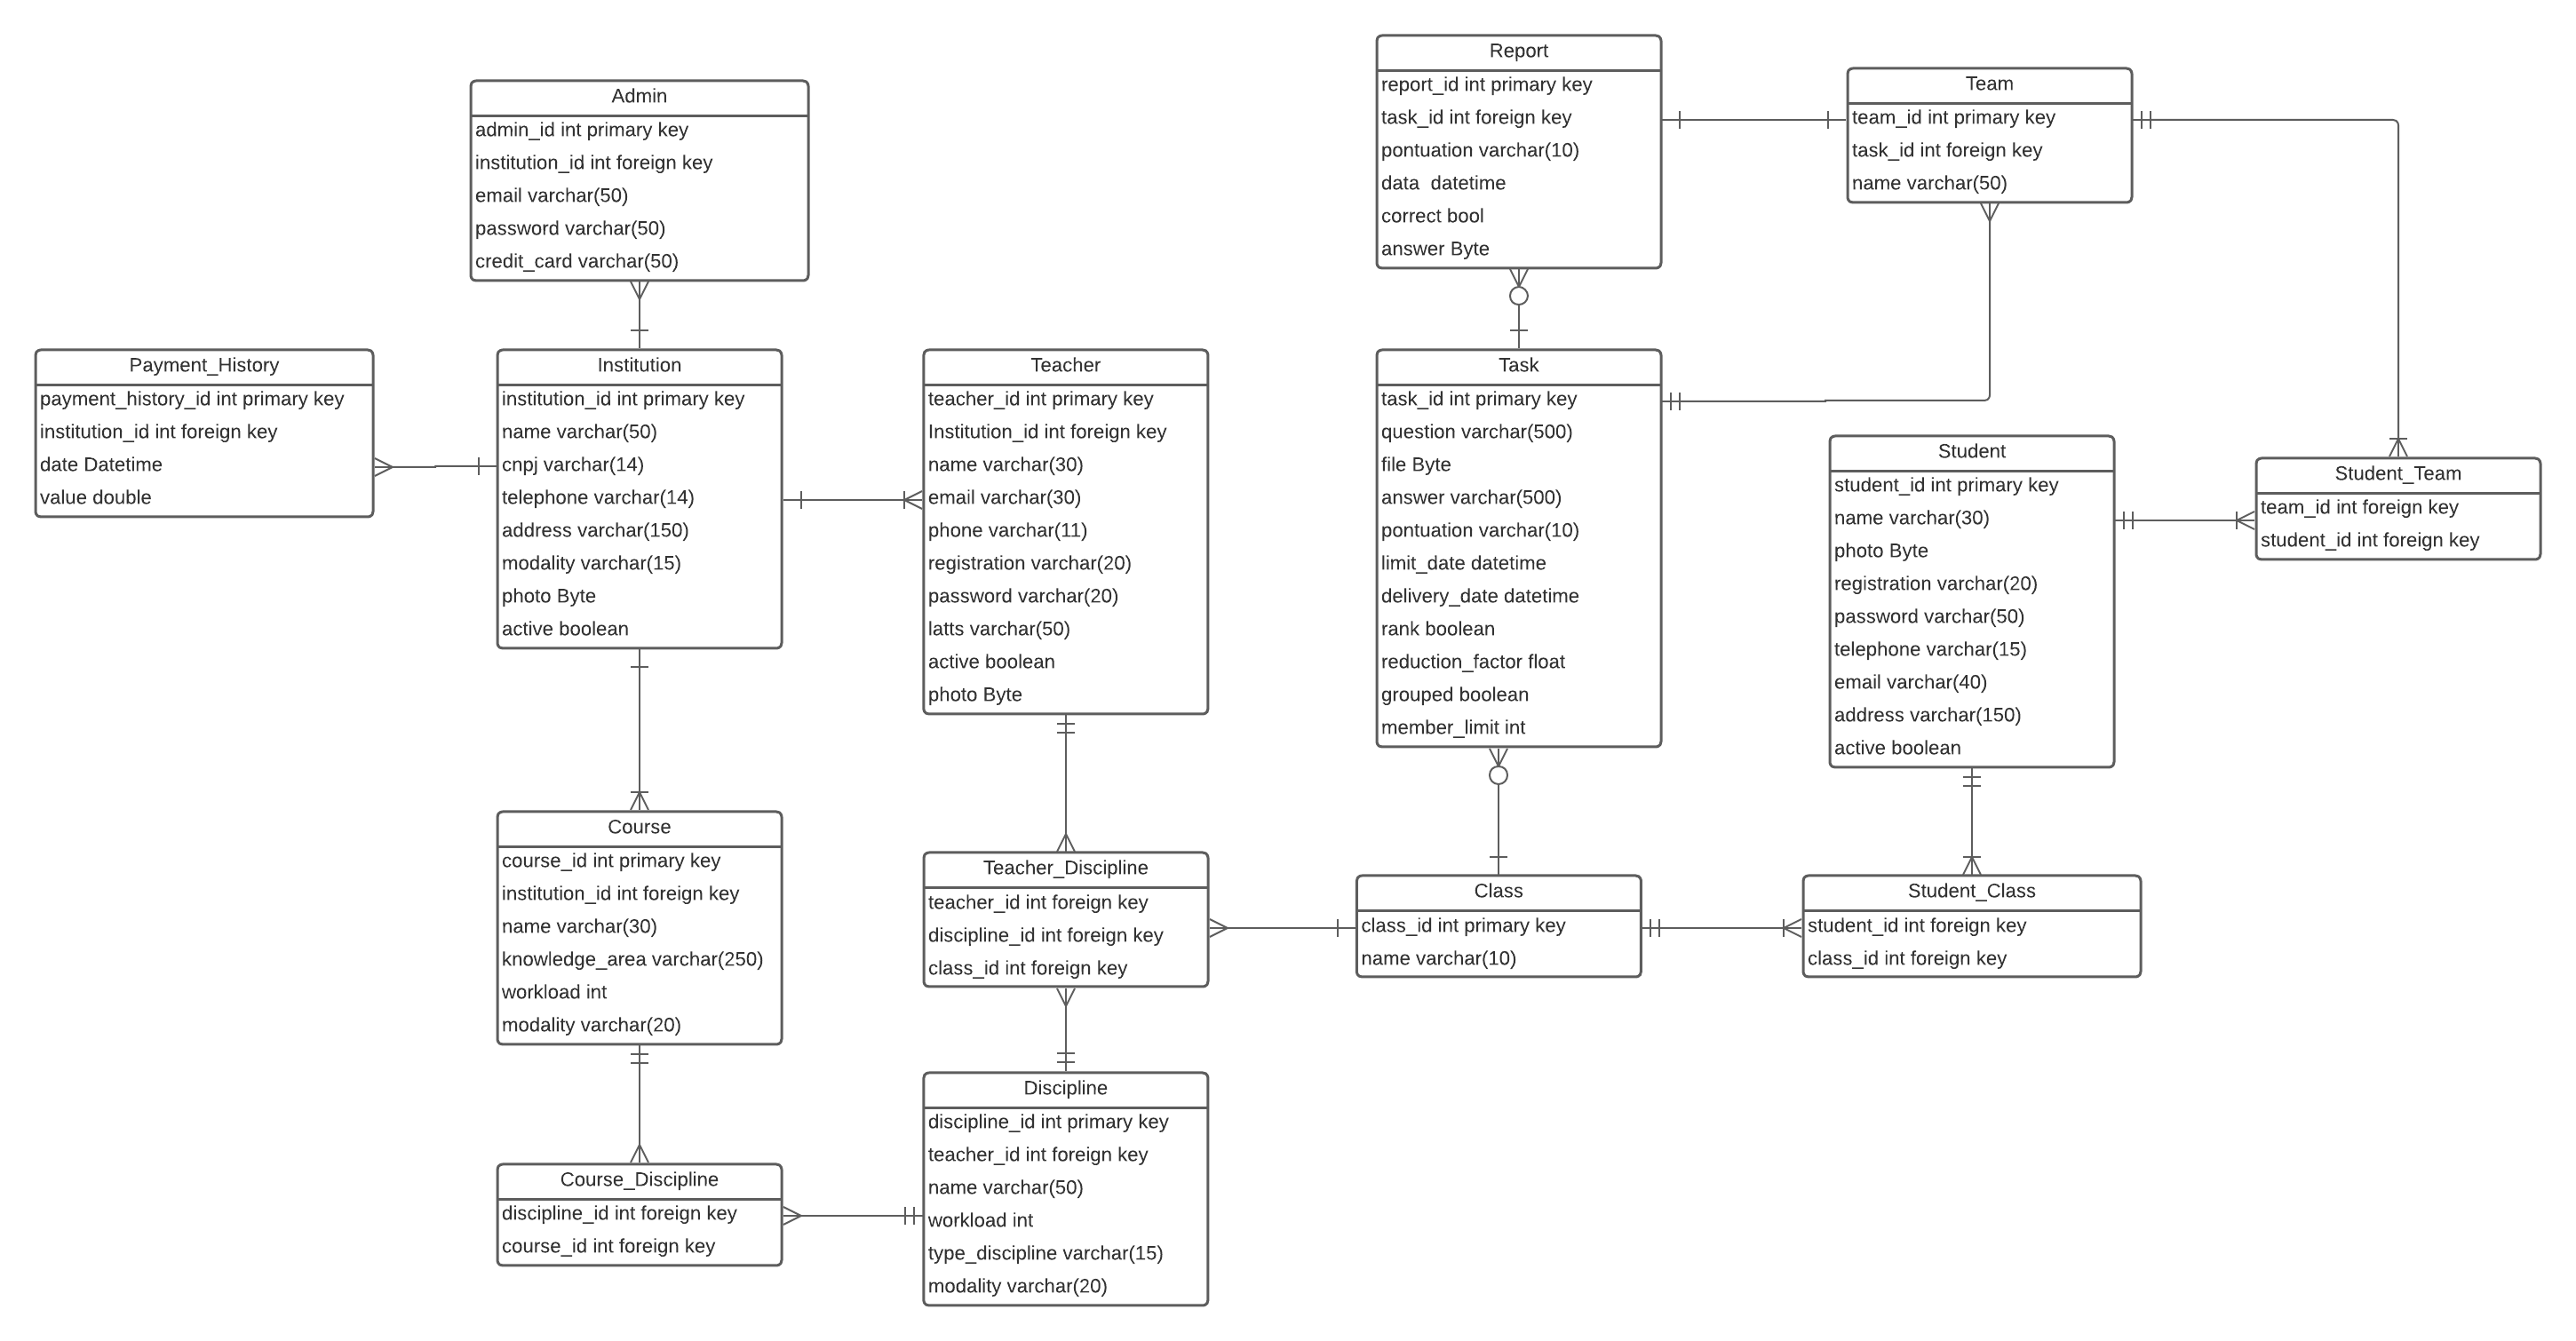 Report
report_id int primary key
task_id int foreign key
pontuation varchar(10)
data  datetime
correct bool
answer Byte
Team
team_id int primary key
task_id int foreign key
name varchar(50)
Admin
admin_id int primary key
institution_id int foreign key
email varchar(50)
password varchar(50)
credit_card varchar(50)
Payment_History
payment_history_id int primary key
institution_id int foreign key
date Datetime
value double
Institution
institution_id int primary key
name varchar(50)
cnpj varchar(14)
telephone varchar(14)
address varchar(150)
modality varchar(15)
photo Byte
active boolean
Teacher
teacher_id int primary key
Institution_id int foreign key
name varchar(30)
email varchar(30)
phone varchar(11)
registration varchar(20)
password varchar(20)
latts varchar(50)
active boolean
photo Byte
Task
task_id int primary key
question varchar(500)
file Byte
answer varchar(500)
pontuation varchar(10)
limit_date datetime
delivery_date datetime
rank boolean
reduction_factor float
grouped boolean
member_limit int
Student
student_id int primary key
name varchar(30)
photo Byte
registration varchar(20)
password varchar(50)
telephone varchar(15)
email varchar(40)
address varchar(150)
active boolean
Student_Team
team_id int foreign key
student_id int foreign key
Course
course_id int primary key
institution_id int foreign key
name varchar(30)
knowledge_area varchar(250)
workload int
modality varchar(20)
Teacher_Discipline
teacher_id int foreign key
discipline_id int foreign key
class_id int foreign key
Class
class_id int primary key
name varchar(10)
Student_Class
student_id int foreign key
class_id int foreign key
Course_Discipline
discipline_id int foreign key
course_id int foreign key
Discipline
discipline_id int primary key
teacher_id int foreign key
name varchar(50)
workload int
type_discipline varchar(15)
modality varchar(20)